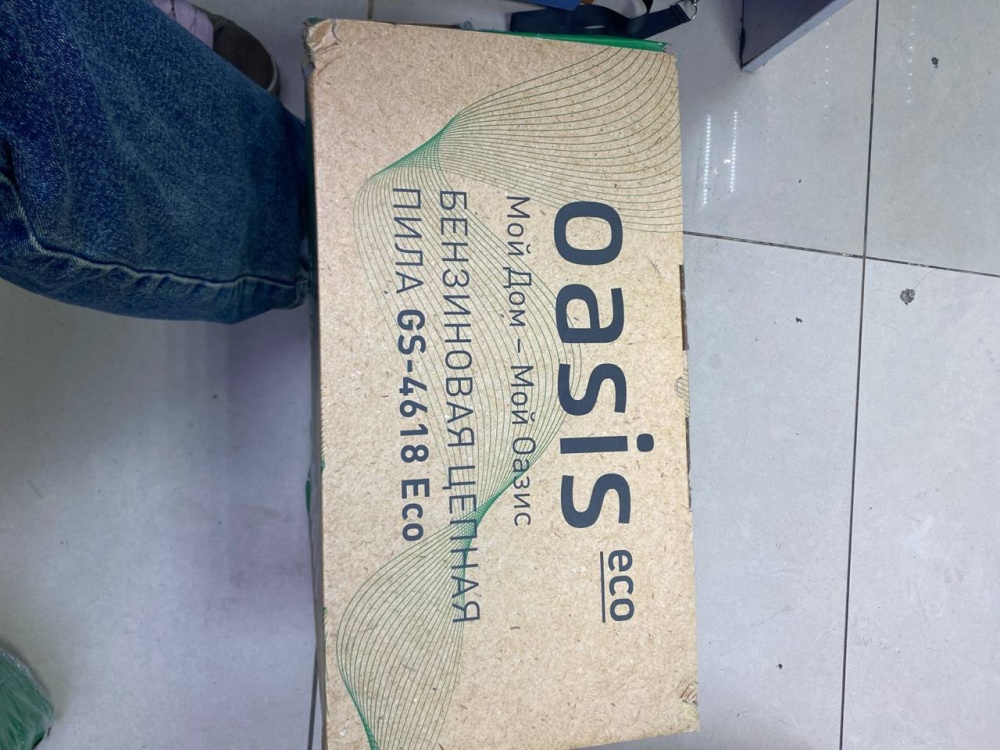 oasis eco
Мой Дом – Мой Оазис
БЕНЗИНОВАЯ ЦЕПНАЯ
ПИЛА GS-4618 Eco